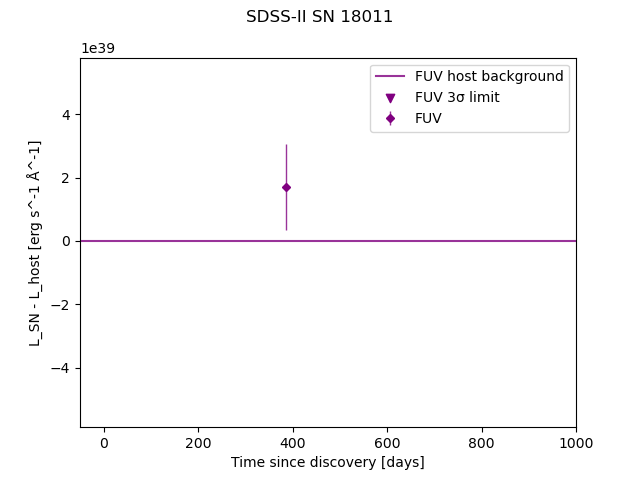 SDSS-II SN 18011
1e39
FUV host background
FUV 3σ limit
FUV
4
2
0
−2
−4
L_SN - L_host [erg s^-1 Å^-1]
0 200 400 600 800 1000
Time since discovery [days]